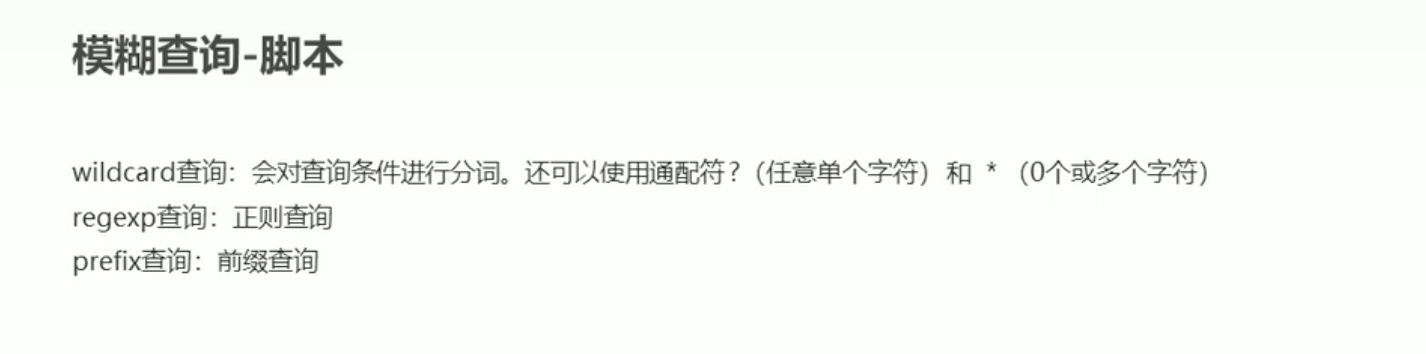 模糊查询-脚本
wildcard查询：会对查询条件进行分词。还可以使用通配符?（任意单个字符）和 * （0个或多个字符）
regexp查询：正则查询
prefix查询：前缀查询